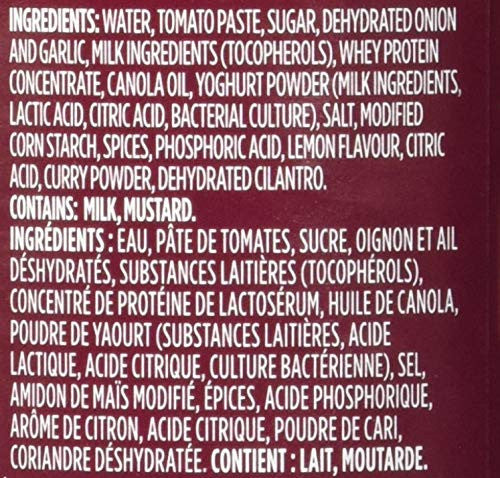 INGREDIENTS: WATER, TOMATO PASTE, SUGAR, DEHYDRATED ONION
AND GARLIC, MILK INGREDIENTS (TOCOPHEROLS), WHEY PROTEIN
CONCENTRATE, CANOLA OIL, YOGHURT POWDER (MILK INGREDIENTS,
LACTIC ACID, CITRIC ACID, BACTERIAL CULTURE), SALT, MODIFIED
CORN STARCH, SPICES, PHOSPHORIC ACID, LEMON FLAVOUR, CITRIC
ACID, CURRY POWDER, DEHYDRATED CILANTRO.
CONTAINS: MILK, MUSTARD.
INGRÉDIENTS : EAU, PÂTE DE TOMATES, SUCRE, OIGNON ET AIL
DÉSHYDRATÉS, SUBSTANCES LAITIÈRES (TOCOPHÉROLS),
CONCENTRÉ DE PROTÉINE DE LACTOSÉRUM, HUILE DE CANOLA,
POUDRE DE YAOURT (SUBSTANCES LAITIÈRES, ACIDE
LACTIQUE, ACIDE CITRIQUE, CULTURE BACTÉRIENNE), SEL,
AMIDON DE MAÏS MODIFIÉ, ÉPICES, ACIDE PHOSPHORIQUE,
ARÔME DE CITRON, ACIDE CITRIQUE, POUDRE DE CARI,
CORIANDRE DÉSHYDRATÉE. CONTIENT : LAIT, MOUTARDE.